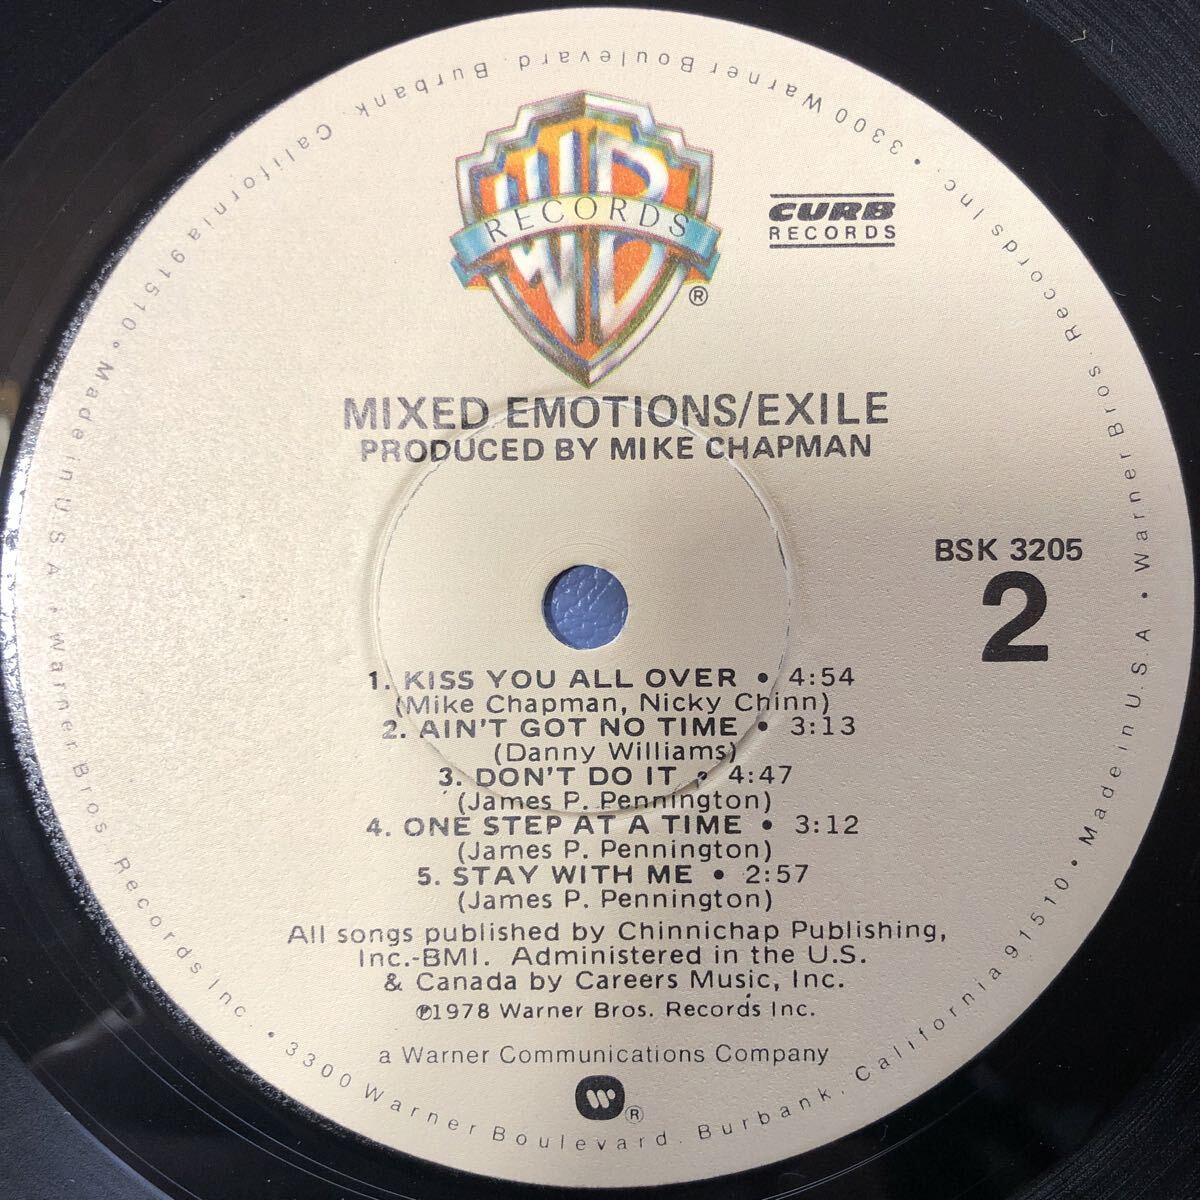 WB
RECORDS
®
CURB
RECORDS
MIXED EMOTIONS/EXILE
PRODUCED BY MIKE CHAPMAN
BSK 3205
2
1. KISS YOU ALL OVER • 4:54
(Mike Chapman, Nicky Chinn)
2. AIN'T GOT NO TIME • 3:13
(Danny Williams)
3. DON'T DO IT • 4:47
(James P. Pennington)
4. ONE STEP AT A TIME • 3:12
(James P. Pennington)
5. STAY WITH ME • 2:57
(James P. Pennington)
All songs published by Chinnichap Publishing,
Inc.-BMI. Administered in the U.S.
& Canada by Careers Music, Inc.
℗1978 Warner Bros. Records Inc.
a Warner Communications Company
W ®
Warner Bros. Records Inc. • 3300 Warner Boulevard. Burbank, California 91510 • Made in U.S.A. • Warner Bros. Records Inc. • 3300 Warner Boulevard. Burbank, California 91510 • Made in U.S.A. •